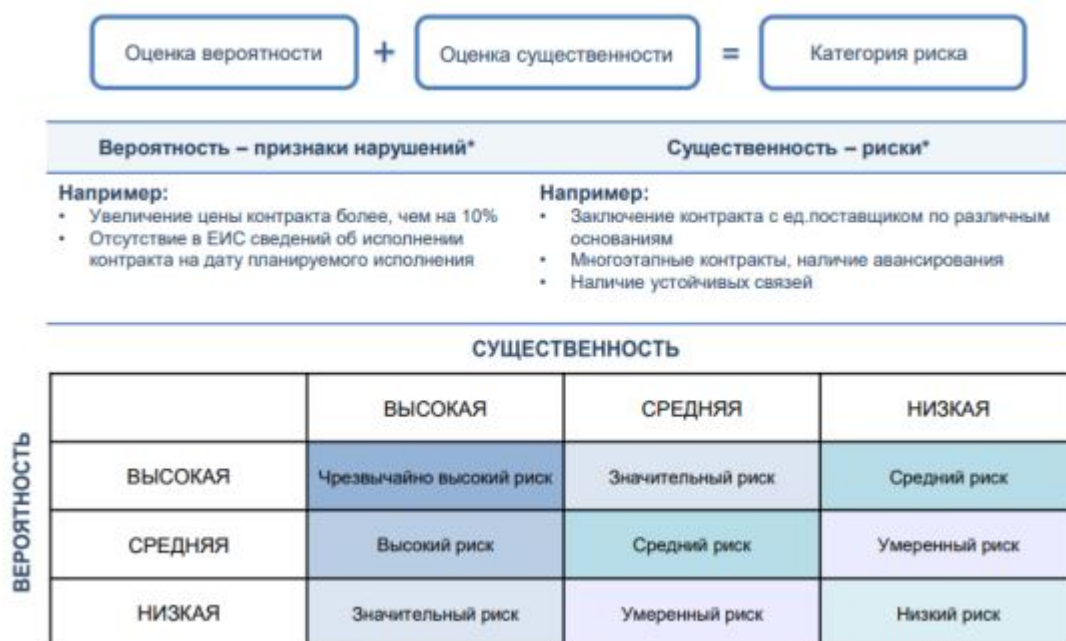 Оценка вероятности + Оценка существенности = Категория риска
Вероятность – признаки нарушений* Существенность – риски*
Например:
• Увеличение цены контракта более, чем на 10%
• Отсутствие в ЕИС сведений об исполнении
контракта на дату планируемого исполнения
Например:
• Заключение контракта с ед.поставщиком по различным
основаниям
• Многоэтапные контракты, наличие авансирования
• Наличие устойчивых связей
СУЩЕСТВЕННОСТЬ
ВЕРОЯТНОСТЬ
ВЫСОКАЯ СРЕДНЯЯ НИЗКАЯ
ВЫСОКАЯ Чрезвычайно высокий риск Значительный риск Средний риск
СРЕДНЯЯ Высокий риск Средний риск Умеренный риск
НИЗКАЯ Значительный риск Умеренный риск Низкий риск